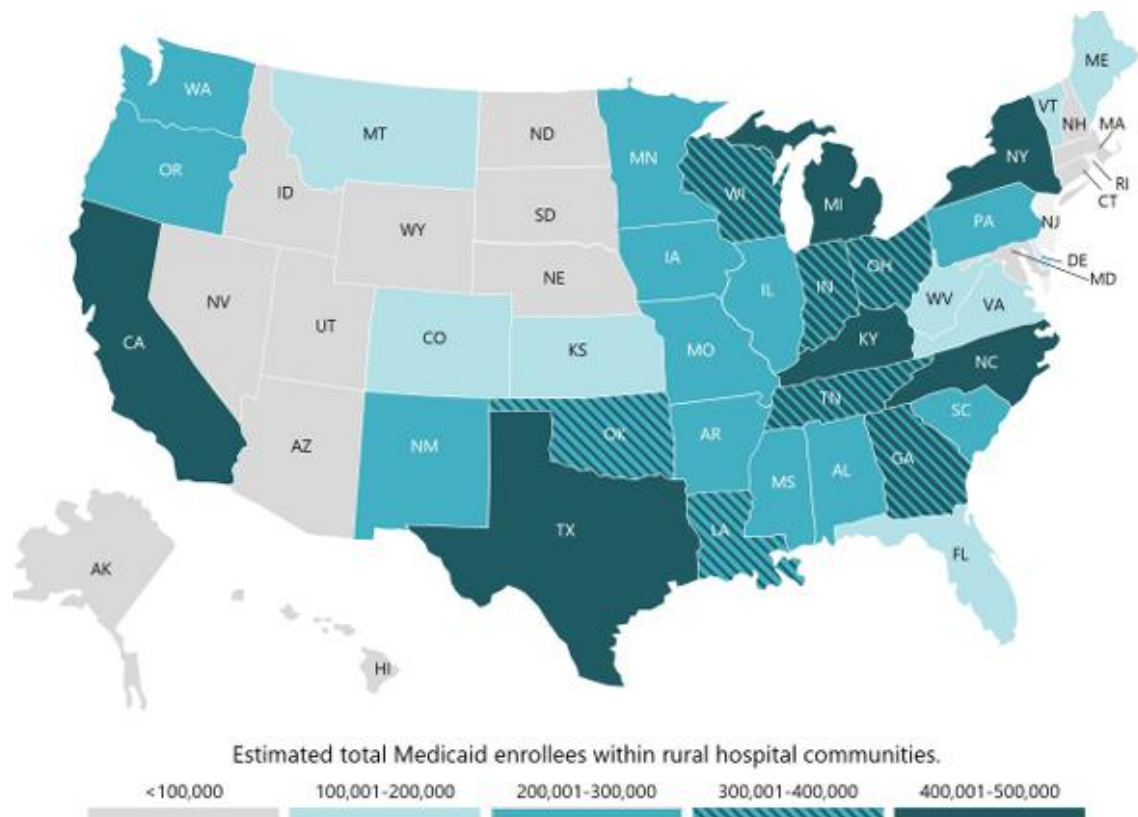 ME
WA
VT
MT
ND
NH
MA
MN
OR
NY
WI
ID
SD
RI
MI
CT
WY
PA
NJ
IA
NE
OH
DE
IL
IN
MD
NV
WV
VA
UT
CO
CA
KS
MO
KY
NC
TN
OK
SC
AZ
NM
AR
GA
MS
AL
LA
TX
FL
AK
HI
Estimated total Medicaid enrollees within rural hospital communities.
<100,000
100,001-200,000
200,001-300,000
300,001-400,000
400,001-500,000